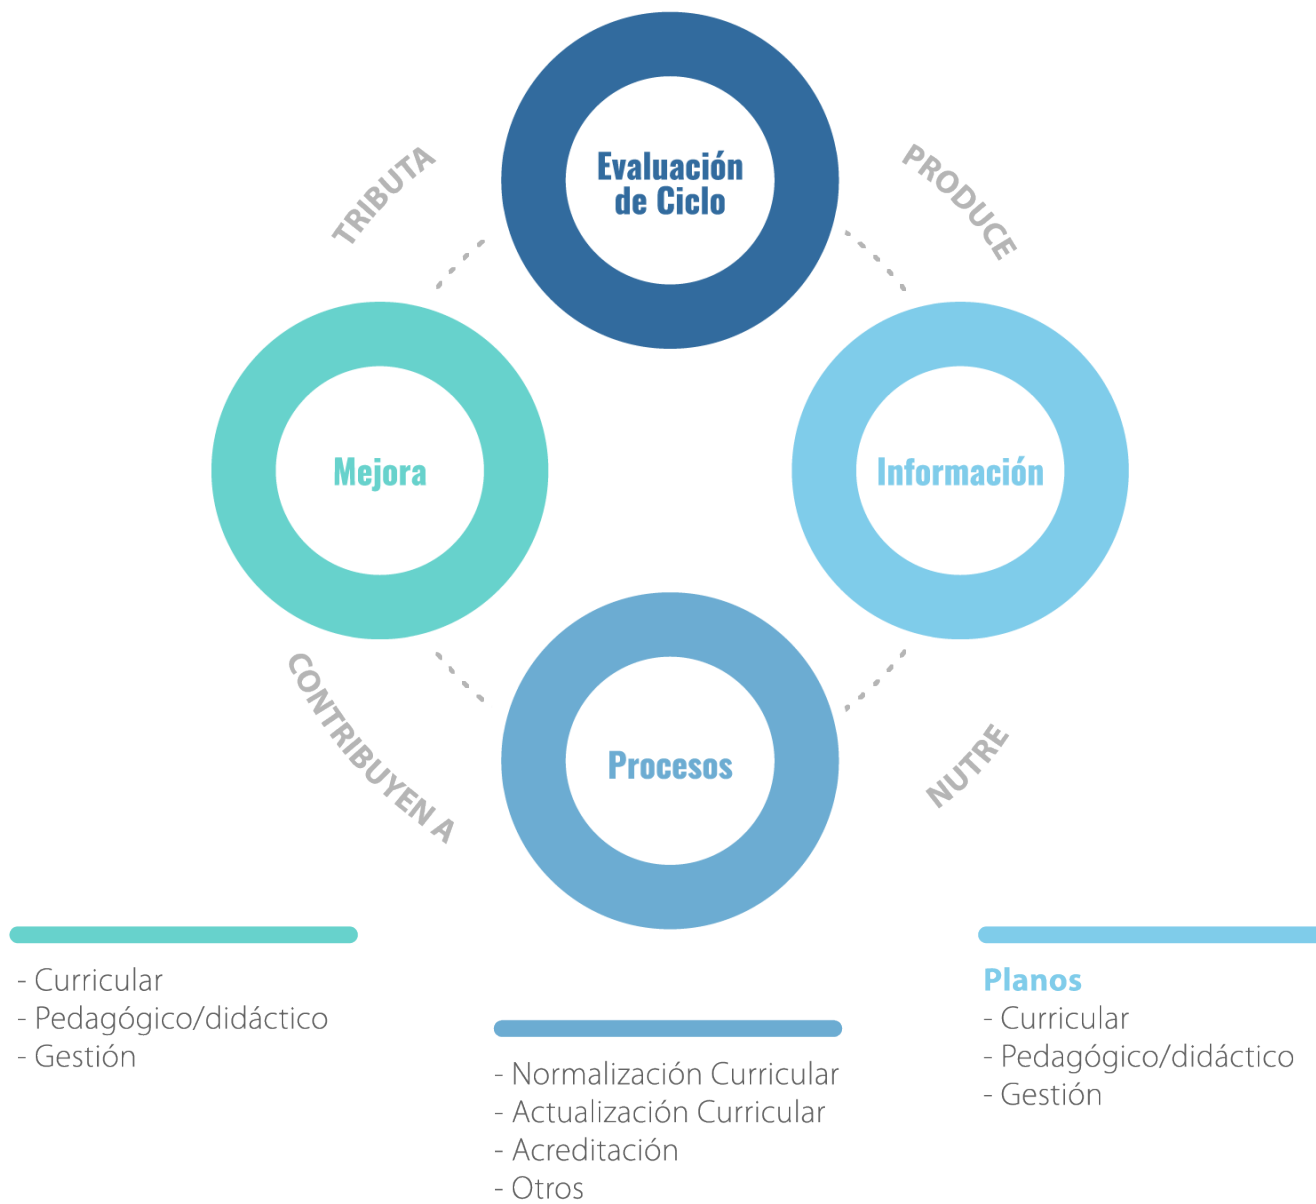 Evaluación
de Ciclo
TRIBUTA
PRODUCE
Mejora
Información
Procesos
CONTRIBUYEN A
NUTRE
- Curricular
- Pedagógico/didáctico
- Gestión
- Normalización Curricular
- Actualización Curricular
- Acreditación
- Otros
Planos
- Curricular
- Pedagógico/didáctico
- Gestión